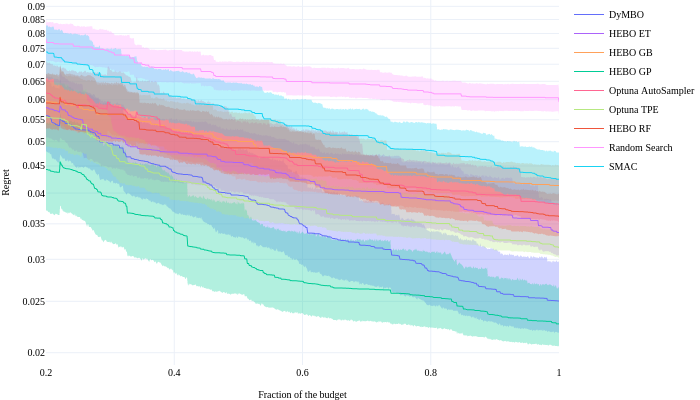 0.09
0.085
0.08
0.075
0.07
0.065
0.06
0.055
0.05
0.045
0.04
0.035
0.03
0.025
0.02
Regret
0.2
0.4
0.6
0.8
1
Fraction of the budget
DyMBO
HEBO ET
HEBO GB
HEBO GP
Optuna AutoSampler
Optuna TPE
HEBO RF
Random Search
SMAC